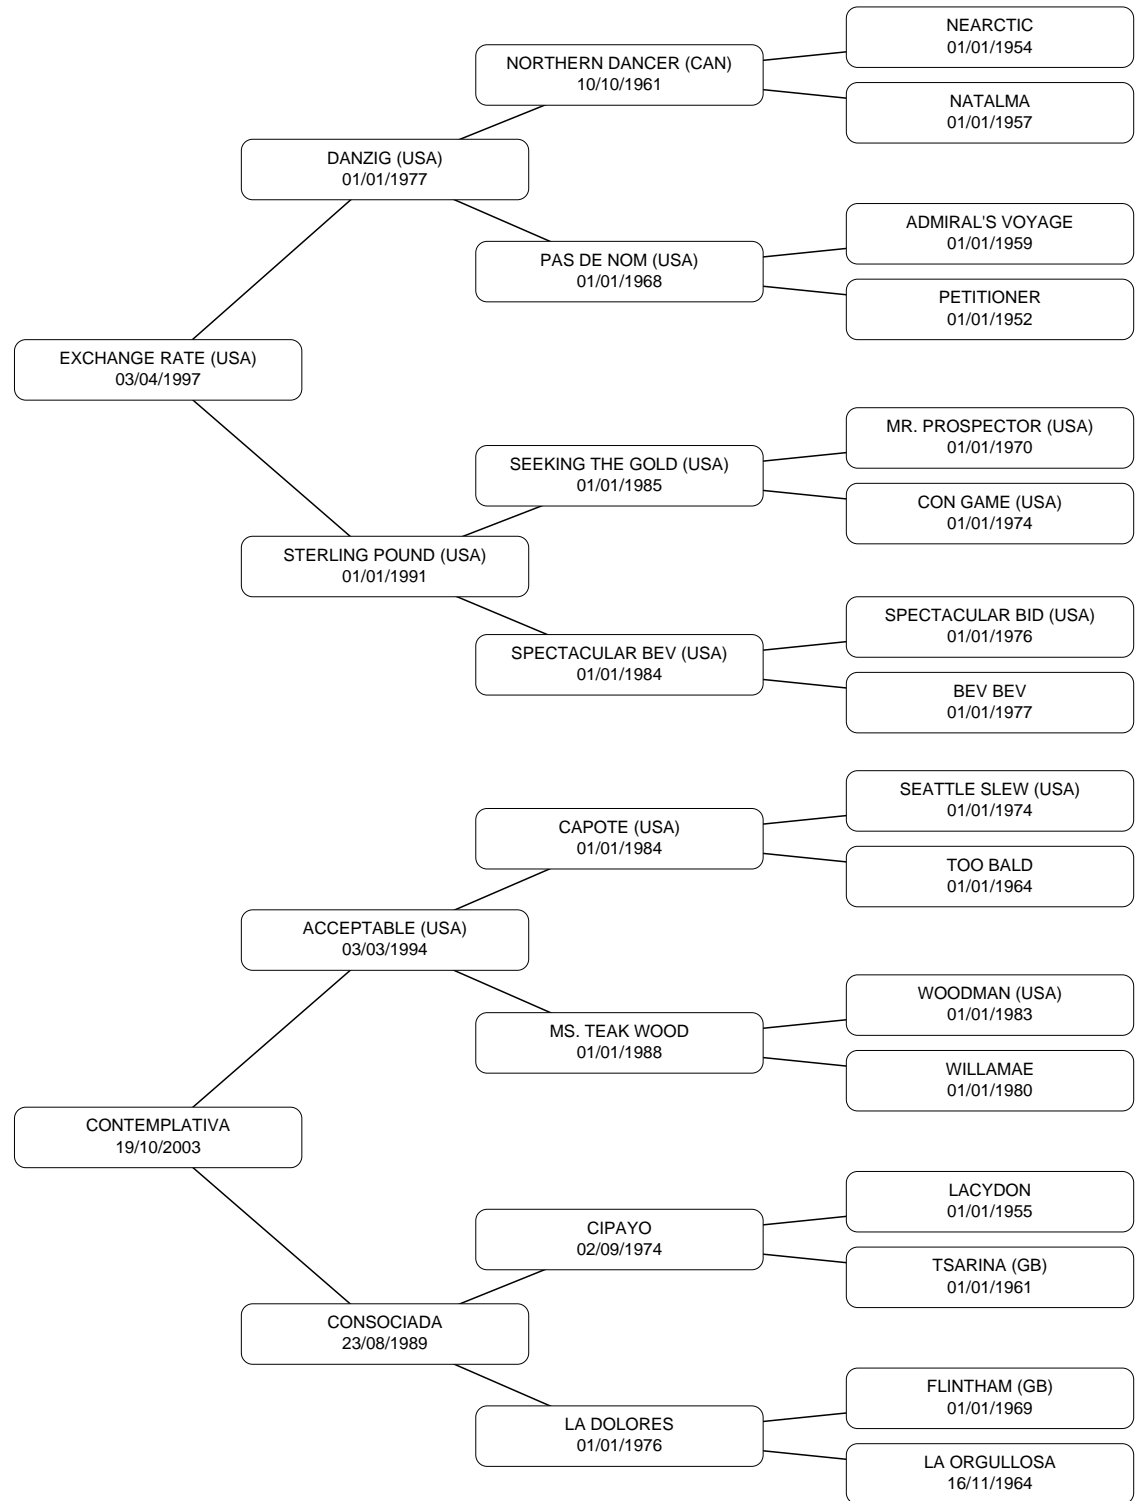 NEARCTIC
01/01/1954
NORTHERN DANCER (CAN)
10/10/1961
NATALMA
01/01/1957
DANZIG (USA)
01/01/1977
ADMIRAL'S VOYAGE
01/01/1959
PAS DE NOM (USA)
01/01/1968
PETITIONER
01/01/1952
EXCHANGE RATE (USA)
03/04/1997
MR. PROSPECTOR (USA)
01/01/1970
SEEKING THE GOLD (USA)
01/01/1985
CON GAME (USA)
01/01/1974
STERLING POUND (USA)
01/01/1991
SPECTACULAR BID (USA)
01/01/1976
SPECTACULAR BEV (USA)
01/01/1984
BEV BEV
01/01/1977
SEATTLE SLEW (USA)
01/01/1974
CAPOTE (USA)
01/01/1984
TOO BALD
01/01/1964
ACCEPTABLE (USA)
03/03/1994
WOODMAN (USA)
01/01/1983
MS. TEAK WOOD
01/01/1988
WILLAMAE
01/01/1980
CONTEMPLATIVA
19/10/2003
LACYDON
01/01/1955
CIPAYO
02/09/1974
TSARINA (GB)
01/01/1961
CONSOCIADA
23/08/1989
FLINTHAM (GB)
01/01/1969
LA DOLORES
01/01/1976
LA ORGULLOSA
16/11/1964